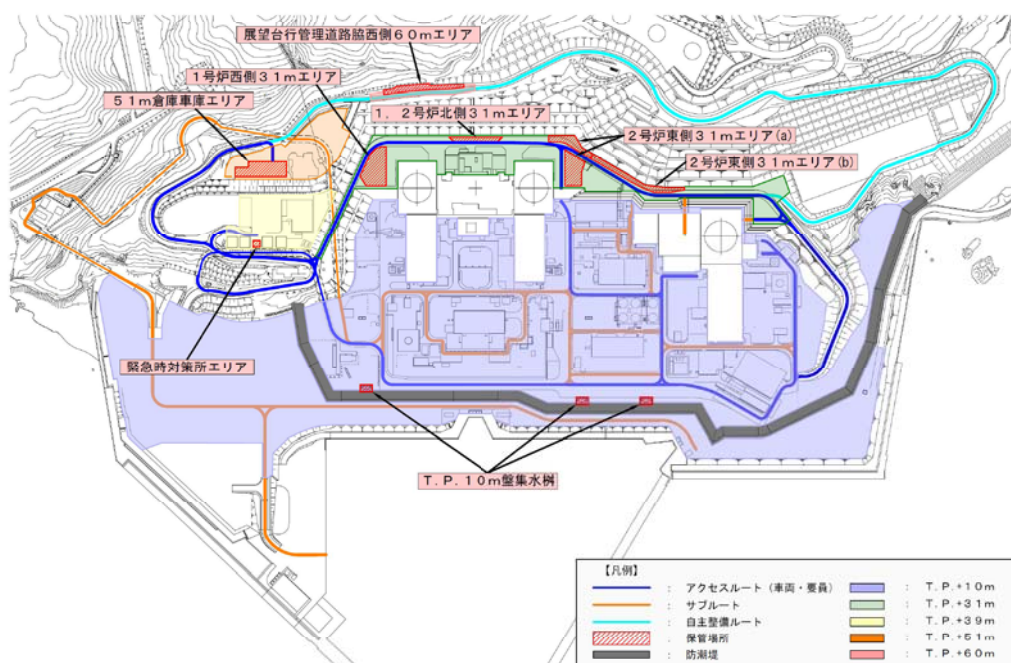 展望台行管理道路脇西側60mエリア
1号炉西側31mエリア
51m倉庫車庫エリア
1,2号炉北側31mエリア
2号炉東側31mエリア(a)
2号炉東側31mエリア(b)
緊急時対策所エリア
T.P.10m盤集水桝
【凡例】
: アクセスルート(車両・要員)
: サブルート
: 自主整備ルート
: 保管場所
: 防潮堤
: T.P.+10m
: T.P.+31m
: T.P.+39m
: T.P.+51m
: T.P.+60m